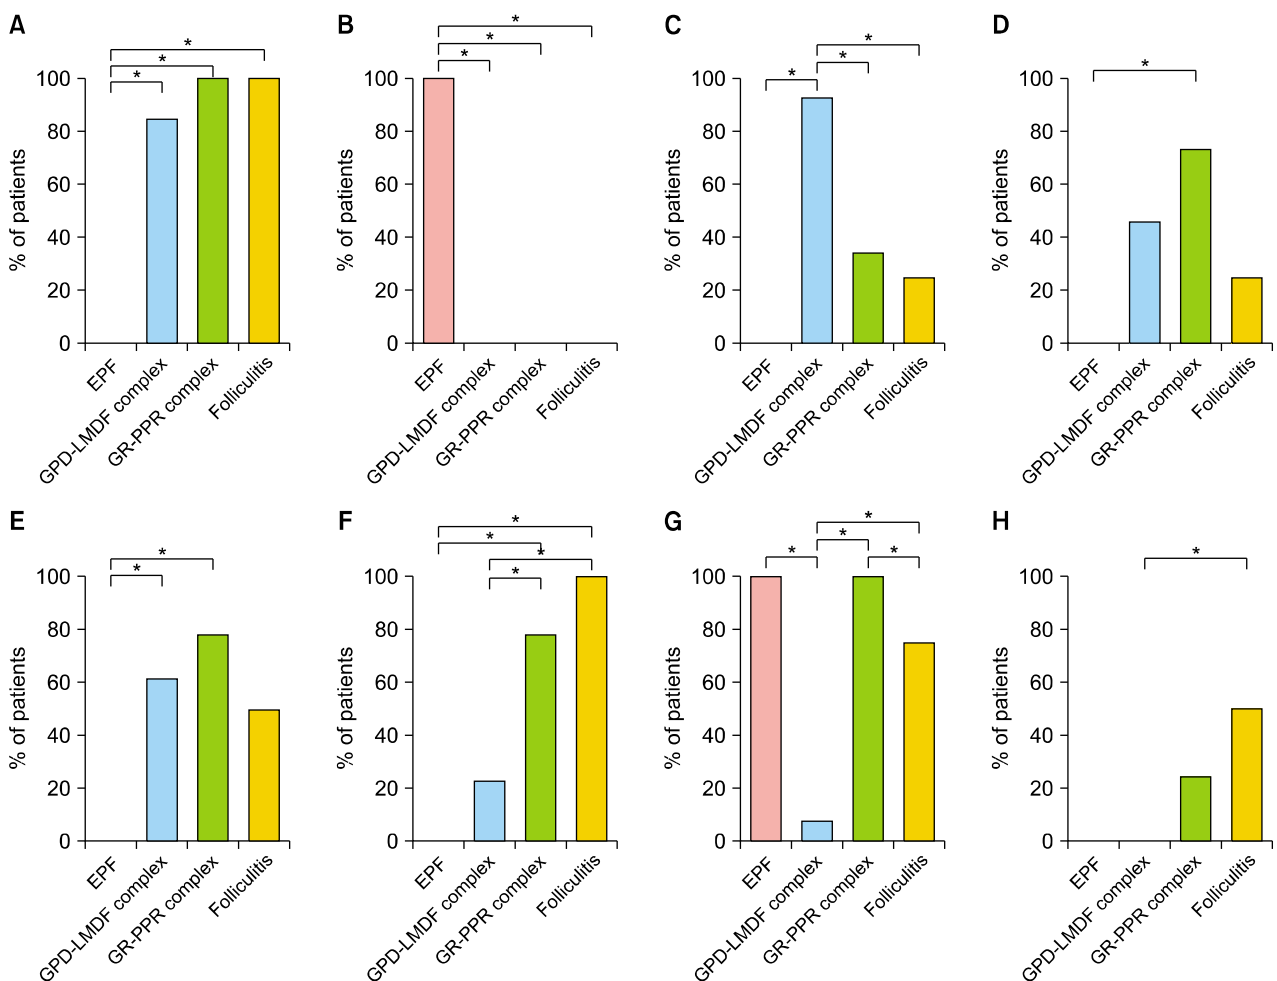 A
*
*
*
% of patients
100
80
60
40
20
0
EPF
GPD-LMDF complex
GR-PPR complex
Folliculitis
B
*
*
*
% of patients
100
80
60
40
20
0
EPF
GPD-LMDF complex
GR-PPR complex
Folliculitis
C
*
*
*
% of patients
100
80
60
40
20
0
EPF
GPD-LMDF complex
GR-PPR complex
Folliculitis
D
*
% of patients
100
80
60
40
20
0
EPF
GPD-LMDF complex
GR-PPR complex
Folliculitis
E
*
*
% of patients
100
80
60
40
20
0
EPF
GPD-LMDF complex
GR-PPR complex
Folliculitis
F
*
*
*
*
% of patients
100
80
60
40
20
0
EPF
GPD-LMDF complex
GR-PPR complex
Folliculitis
G
*
*
*
*
% of patients
100
80
60
40
20
0
EPF
GPD-LMDF complex
GR-PPR complex
Folliculitis
H
*
% of patients
100
80
60
40
20
0
EPF
GPD-LMDF complex
GR-PPR complex
Folliculitis